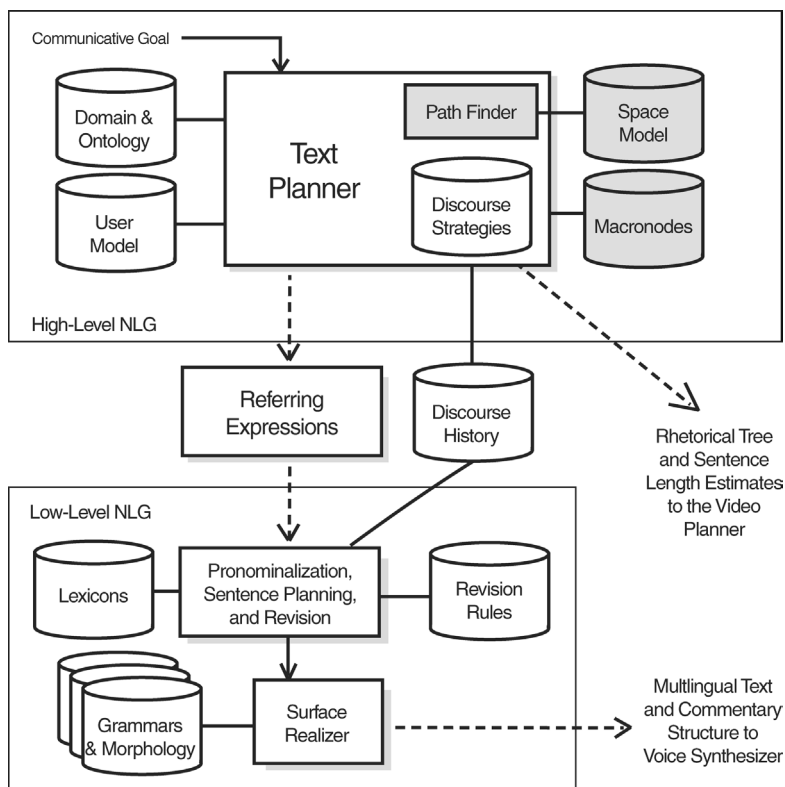 Communicative Goal
Domain &
Ontology
Text
Planner
Path Finder
Space
Model
User
Model
Discourse
Strategies
Macronodes
High-Level NLG
Referring
Expressions
Discourse
History
Rhetorical Tree
and Sentence
Length Estimates
to the Video
Planner
Low-Level NLG
Lexicons
Pronominalization,
Sentence Planning,
and Revision
Revision
Rules
Grammars
& Morphology
Surface
Realizer
Multlingual Text
and Commentary
Structure to
Voice Synthesizer